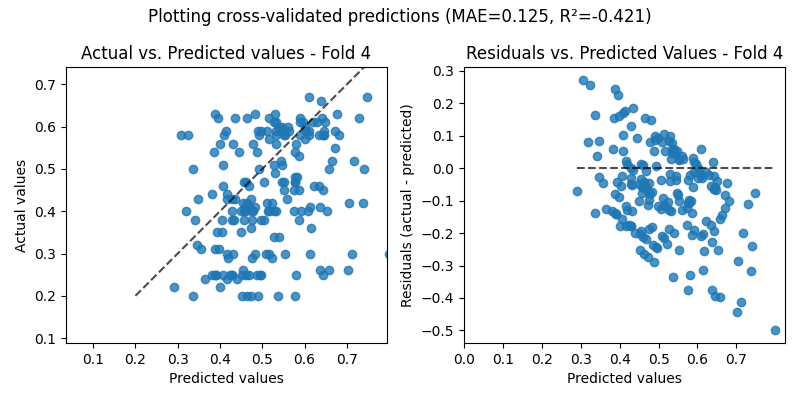 Plotting cross-validated predictions (MAE=0.125, R²=-0.421)
Actual vs. Predicted values - Fold 4
Actual values
0.7
0.6
0.5
0.4
0.3
0.2
0.1
0.1 0.2 0.3 0.4 0.5 0.6 0.7
Predicted values
Residuals vs. Predicted Values - Fold 4
Residuals (actual - predicted)
0.3
0.2
0.1
0.0
−0.1
−0.2
−0.3
−0.4
−0.5
0.0 0.1 0.2 0.3 0.4 0.5 0.6 0.7
Predicted values